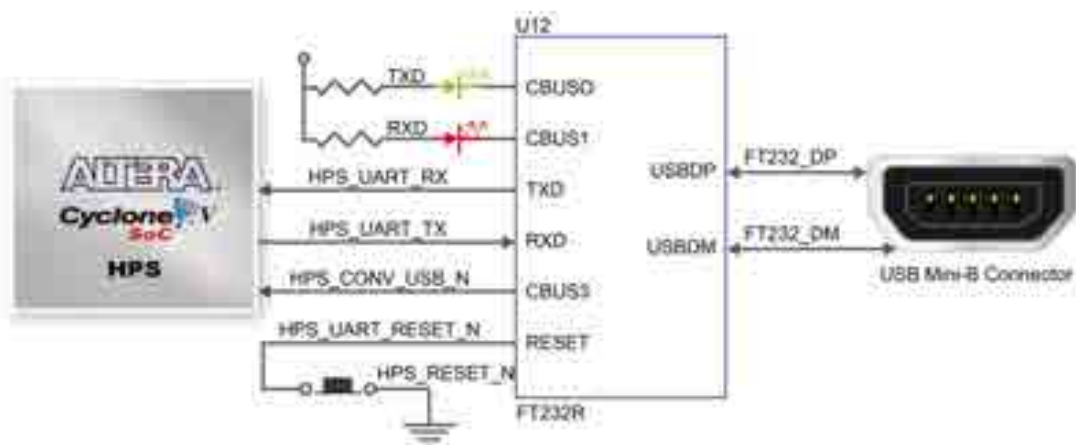 U12
TXD
CBUS0
RXD
CBUS1
ALTERA
Cyclone V
SoC
HPS
HPS_UART_RX
TXD
HPS_UART_TX
RXD
HPS_CONV_USB_N
CBUS3
HPS_UART_RESET_N
RESET
HPS_RESET_N
FT232R
USBDP
FT232_DP
USBDM
FT232_DM
USB Mini-B Connector